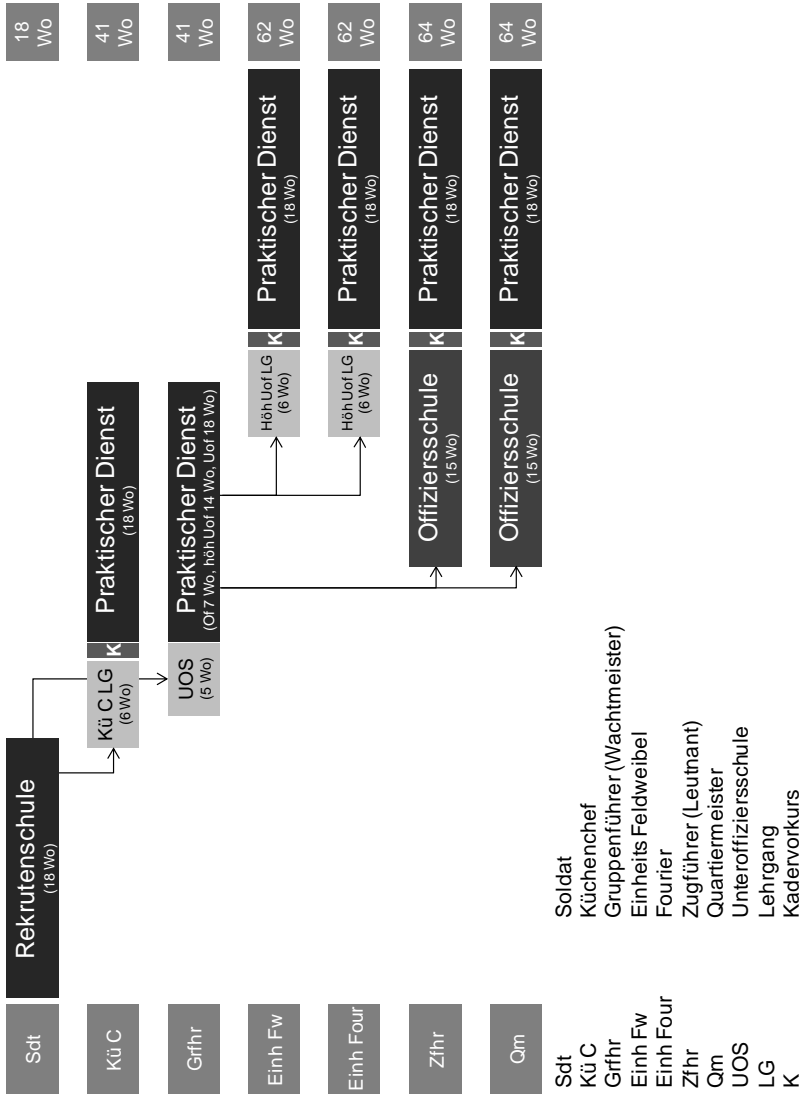 Sdt
Rekrutenschule
(18 Wo)
18
Wo
Kü C
Kü C LG
(6 Wo)
K
Praktischer Dienst
(18 Wo)
41
Wo
Grfhr
UOS
(5 Wo)
Praktischer Dienst
(Of 7 Wo, höh Uof 14 Wo, Uof 18 Wo)
41
Wo
Einh Fw
Höh Uof LG
(6 Wo)
K
Praktischer Dienst
(18 Wo)
62
Wo
Einh Four
Höh Uof LG
(6 Wo)
K
Praktischer Dienst
(18 Wo)
62
Wo
Zfhr
Offiziersschule
(15 Wo)
K
Praktischer Dienst
(18 Wo)
64
Wo
Qm
Offiziersschule
(15 Wo)
K
Praktischer Dienst
(18 Wo)
64
Wo
Sdt Soldat
Kü C Küchenchef
Grfhr Gruppenführer (Wachtmeister)
Einh Fw Einheits Feldweibel
Einh Four Fourier
Zfhr Zugführer (Leutnant)
Qm Quartiermeister
UOS Unteroffiziersschule
LG Lehrgang
K Kadervorkurs